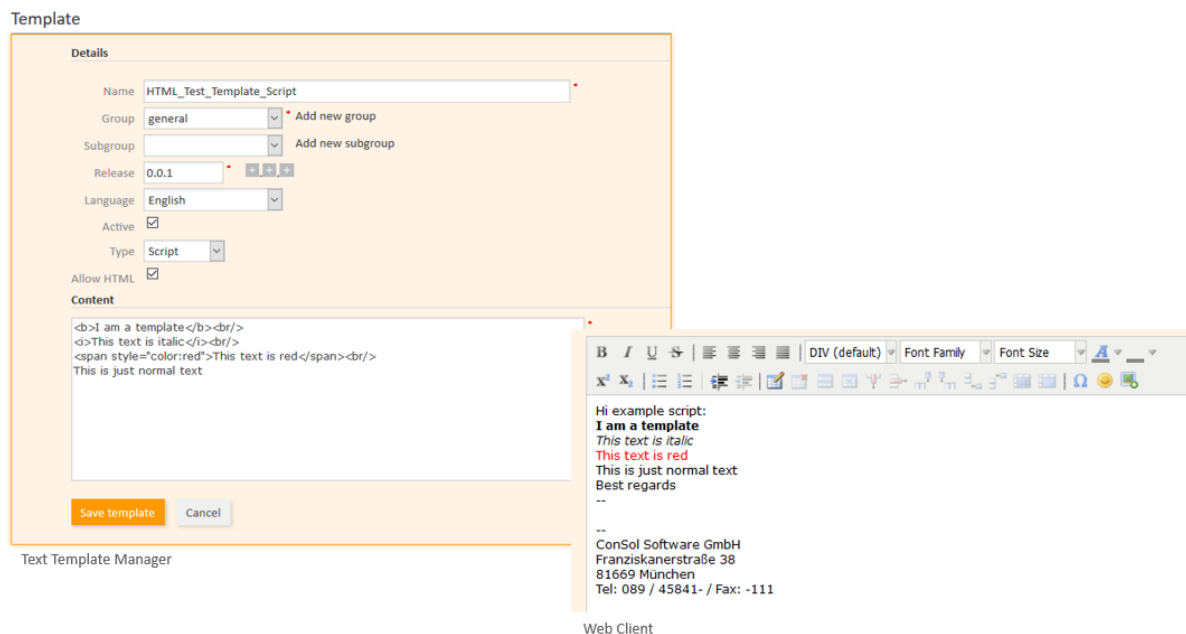 Template
Details
Name HTML_Test_Template_Script *
Group general * Add new group
Subgroup Add new subgroup
Release 0.0.1 * + . + . +
Language English
Active
Type Script
Allow HTML
Content
<b>I am a template</b><br/> *
<i>This text is italic</i><br/>
<span style="color:red">This text is red</span><br/>
This is just normal text
Save template Cancel
Text Template Manager
B I U S DIV (default) Font Family Font Size A
x² x₂ Ω
Hi example script:
I am a template
This text is italic
This text is red
This is just normal text
Best regards
--
--
ConSol Software GmbH
Franziskanerstraße 38
81669 München
Tel: 089 / 45841- / Fax: -111
Web Client